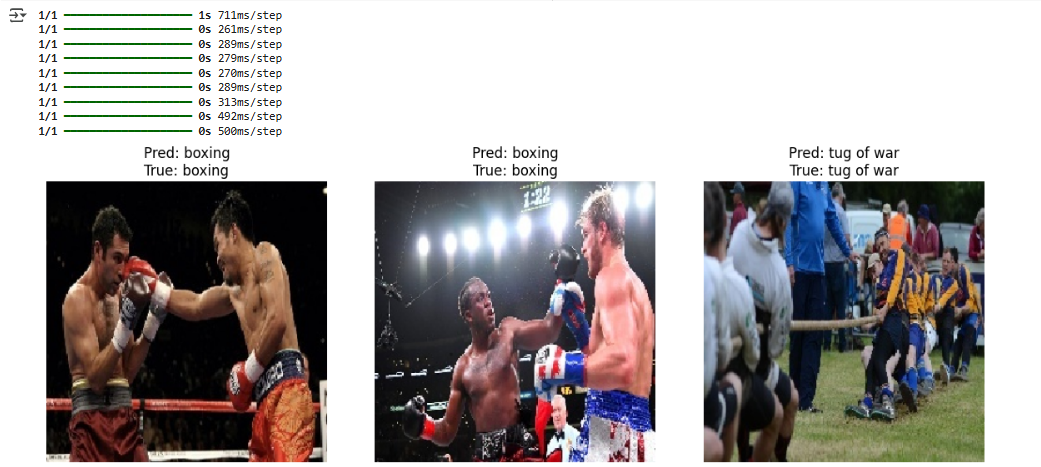 1/1 ━━━━━━━━━━━━━━━━━━━━ 1s 711ms/step
1/1 ━━━━━━━━━━━━━━━━━━━━ 0s 261ms/step
1/1 ━━━━━━━━━━━━━━━━━━━━ 0s 289ms/step
1/1 ━━━━━━━━━━━━━━━━━━━━ 0s 279ms/step
1/1 ━━━━━━━━━━━━━━━━━━━━ 0s 270ms/step
1/1 ━━━━━━━━━━━━━━━━━━━━ 0s 289ms/step
1/1 ━━━━━━━━━━━━━━━━━━━━ 0s 313ms/step
1/1 ━━━━━━━━━━━━━━━━━━━━ 0s 492ms/step
1/1 ━━━━━━━━━━━━━━━━━━━━ 0s 500ms/step
Pred: boxing
True: boxing
Pred: boxing
True: boxing
1:22
Pred: tug of war
True: tug of war